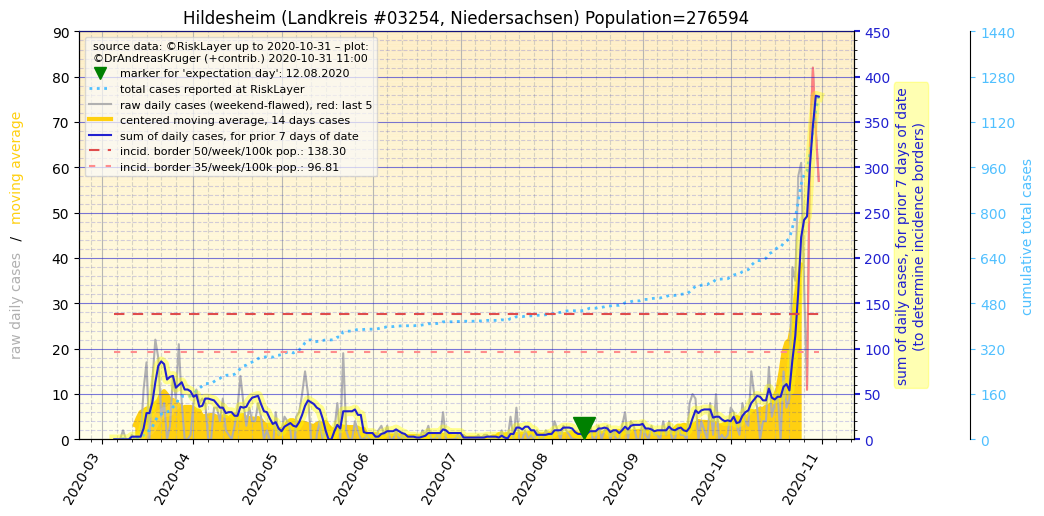 Hildesheim (Landkreis #03254, Niedersachsen) Population=276594
source data: ©RiskLayer up to 2020-10-31 – plot:
©DrAndreasKruger (+contrib.) 2020-10-31 11:00
marker for 'expectation day': 12.08.2020
total cases reported at RiskLayer
raw daily cases (weekend-flawed), red: last 5
centered moving average, 14 days cases
sum of daily cases, for prior 7 days of date
incid. border 50/week/100k pop.: 138.30
incid. border 35/week/100k pop.: 96.81
raw daily cases / moving average
90
80
70
60
50
40
30
20
10
0
2020-03
2020-04
2020-05
2020-06
2020-07
2020-08
2020-09
2020-10
2020-11
450
400
350
300
250
200
150
100
50
0
sum of daily cases, for prior 7 days of date
(to determine incidence borders)
1440
1280
1120
960
800
640
480
320
160
0
cumulative total cases